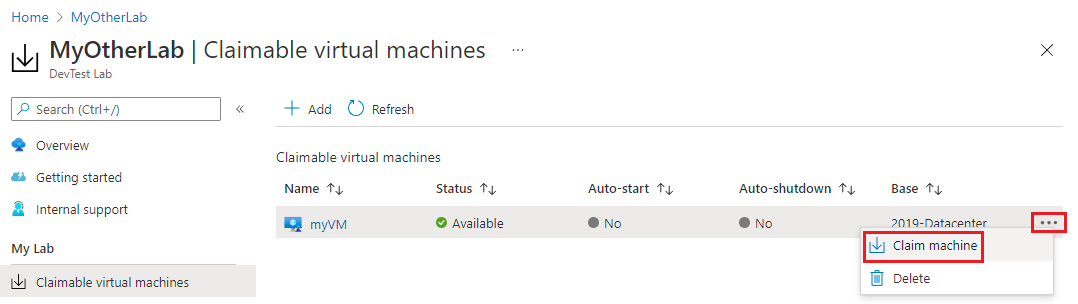 Home > MyOtherLab
MyOtherLab | Claimable virtual machines ...
DevTest Lab
Search (Ctrl+/) «
Overview
Getting started
Internal support
My Lab
Claimable virtual machines
+ Add Refresh
Claimable virtual machines
Name ↑↓ Status ↑↓ Auto-start ↑↓ Auto-shutdown ↑↓ Base ↑↓
myVM Available No No 2019-Datacenter ...
Claim machine
Delete